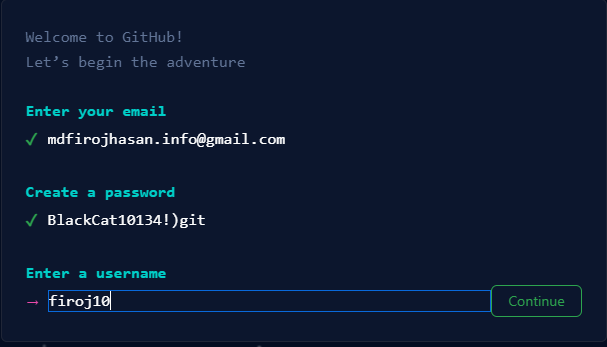 Welcome to GitHub!
Let’s begin the adventure
Enter your email
✓ mdfirojhasan.info@gmail.com
Create a password
✓ BlackCat10134!)git
Enter a username
→ firoj10
Continue